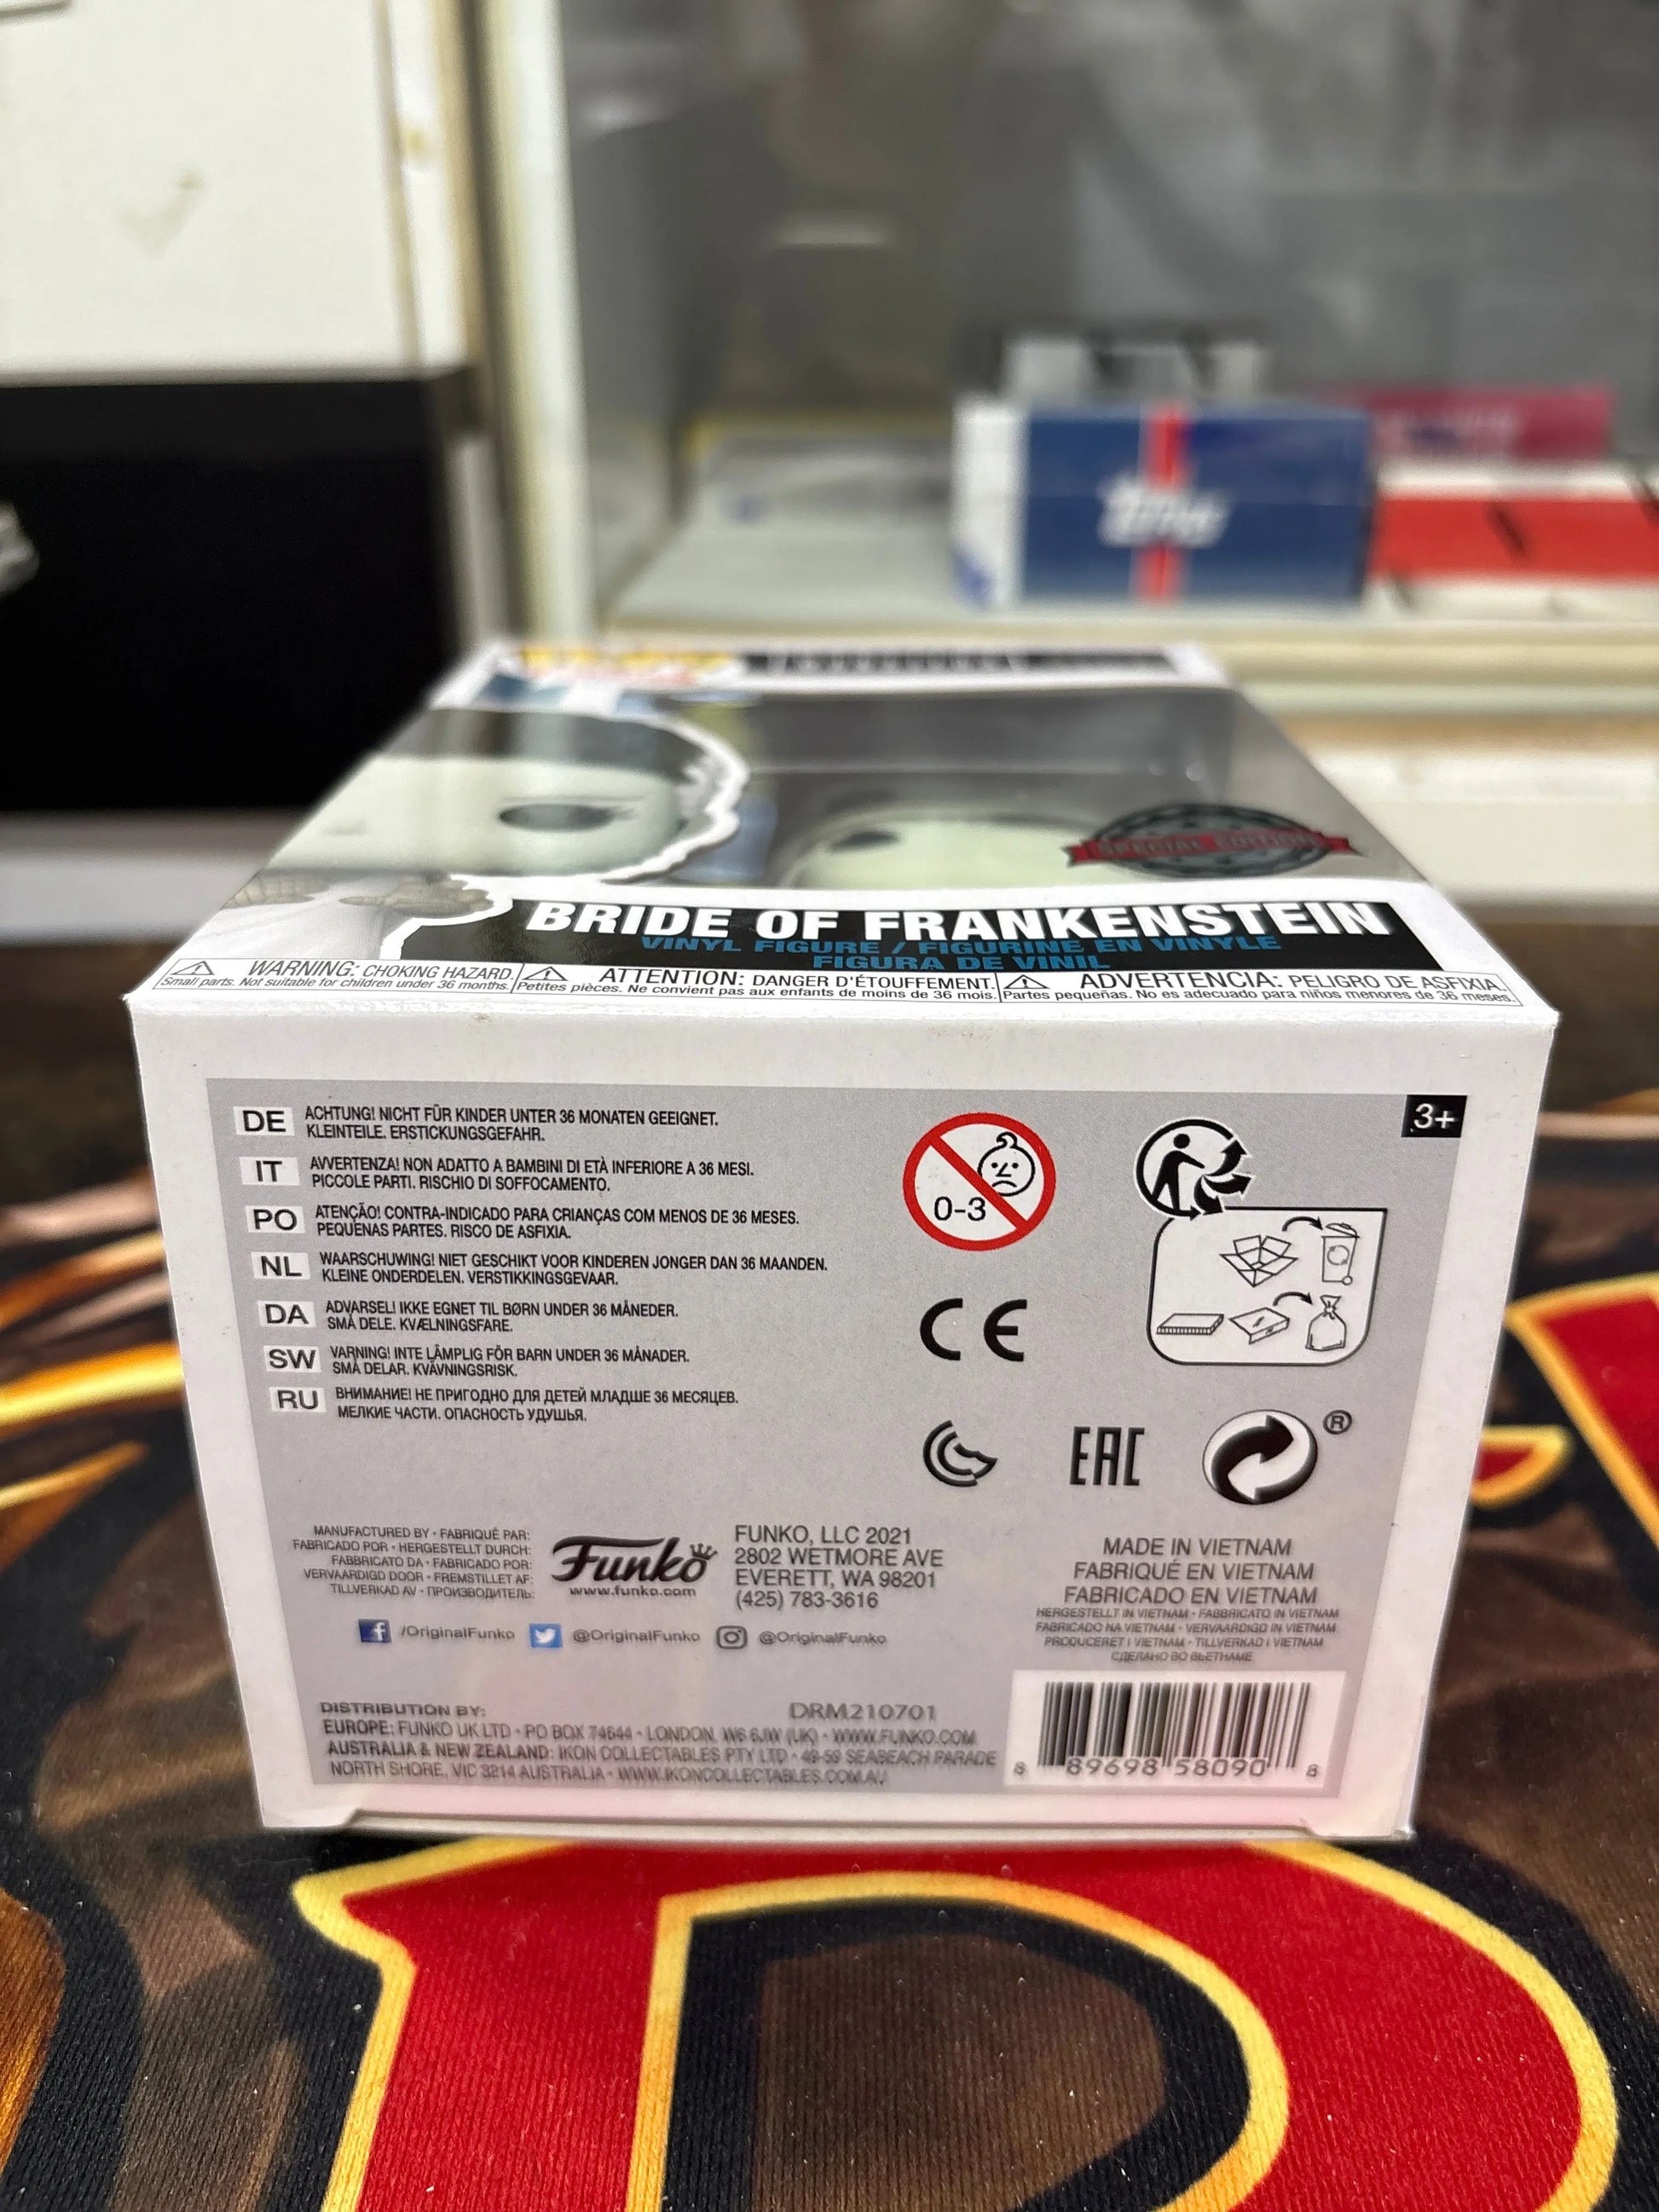 Topps
SPECIAL EDITION
BRIDE OF FRANKENSTEIN
VINYL FIGURE / FIGURINE EN VINYLE
FIGURA DE VINIL
WARNING: CHOKING HAZARD.
Small parts. Not suitable for children under 36 months.
ATTENTION: DANGER D'ÉTOUFFEMENT.
Petites pièces. Ne convient pas aux enfants de moins de 36 mois.
ADVERTENCIA: PELIGRO DE ASFIXIA.
Partes pequeñas. No es adecuado para niños menores de 36 meses.
DE ACHTUNG! NICHT FÜR KINDER UNTER 36 MONATEN GEEIGNET.
KLEINTEILE. ERSTICKUNGSGEFAHR.
IT AVVERTENZA! NON ADATTO A BAMBINI DI ETÀ INFERIORE A 36 MESI.
PICCOLE PARTI. RISCHIO DI SOFFOCAMENTO.
PO ATENÇÃO! CONTRA-INDICADO PARA CRIANÇAS COM MENOS DE 36 MESES.
PEQUENAS PARTES. RISCO DE ASFIXIA.
NL WAARSCHUWING! NIET GESCHIKT VOOR KINDEREN JONGER DAN 36 MAANDEN.
KLEINE ONDERDELEN. VERSTIKKINGSGEVAAR.
DA ADVARSEL! IKKE EGNET TIL BØRN UNDER 36 MÅNEDER.
SMÅ DELE. KVÆLNINGSFARE.
SW VARNING! INTE LÄMPLIG FÖR BARN UNDER 36 MÅNADER.
SMÅ DELAR. KVÄVNINGSRISK.
RU ВНИМАНИЕ! НЕ ПРИГОДНО ДЛЯ ДЕТЕЙ МЛАДШЕ 36 МЕСЯЦЕВ.
МЕЛКИЕ ЧАСТИ. ОПАСНОСТЬ УДУШЬЯ.
0-3
3+
CE
EAC
®
MANUFACTURED BY • FABRIQUÉ PAR:
FABRICADO POR • HERGESTELLT DURCH:
FABBRICATO DA • FABRICADO POR:
VERVAARDIGD DOOR • FREMSTILLET AF:
TILLVERKAD AV • ПРОИЗВОДИТЕЛЬ:
Funko
www.funko.com
FUNKO, LLC 2021
2802 WETMORE AVE
EVERETT, WA 98201
(425) 783-3616
/OriginalFunko @OriginalFunko @OriginalFunko
MADE IN VIETNAM
FABRIQUÉ EN VIETNAM
FABRICADO EN VIETNAM
HERGESTELLT IN VIETNAM • FABBRICATO IN VIETNAM
FABRICADO NA VIETNAM • VERVAARDIGD IN VIETNAM
PRODUCERET I VIETNAM • TILLVERKAD I VIETNAM
СДЕЛАНО ВО ВЬЕТНАМЕ
DISTRIBUTION BY:
DRM210701
EUROPE: FUNKO UK LTD • PO BOX 74644 • LONDON, W6 6JW (UK) • WWW.FUNKO.COM
AUSTRALIA & NEW ZEALAND: IKON COLLECTABLES PTY LTD • 49-59 SEABEACH PARADE
NORTH SHORE, VIC 3214 AUSTRALIA • WWW.IKONCOLLECTABLES.COM.AU
8 89698 58090 8